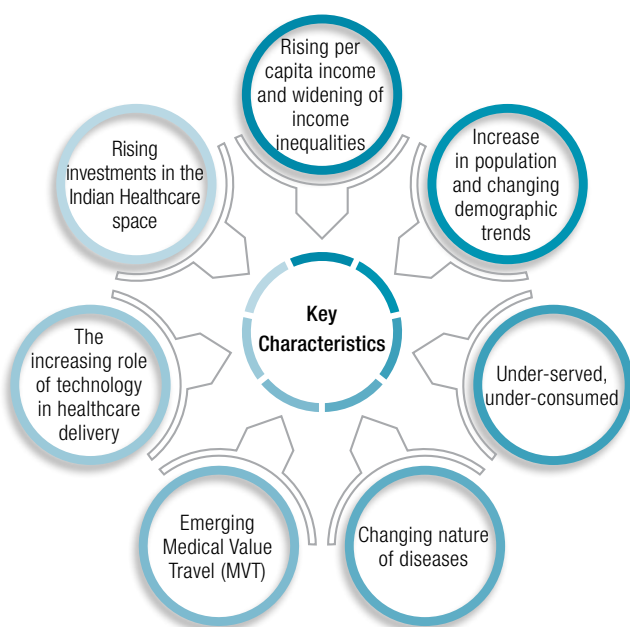 Rising per
capita income
and widening of
income
inequalities
Increase
in population
and changing
demographic
trends
Under-served,
under-consumed
Changing nature
of diseases
Emerging
Medical Value
Travel (MVT)
The
increasing role
of technology
in healthcare
delivery
Rising
investments in the
Indian Healthcare
space
Key
Characteristics